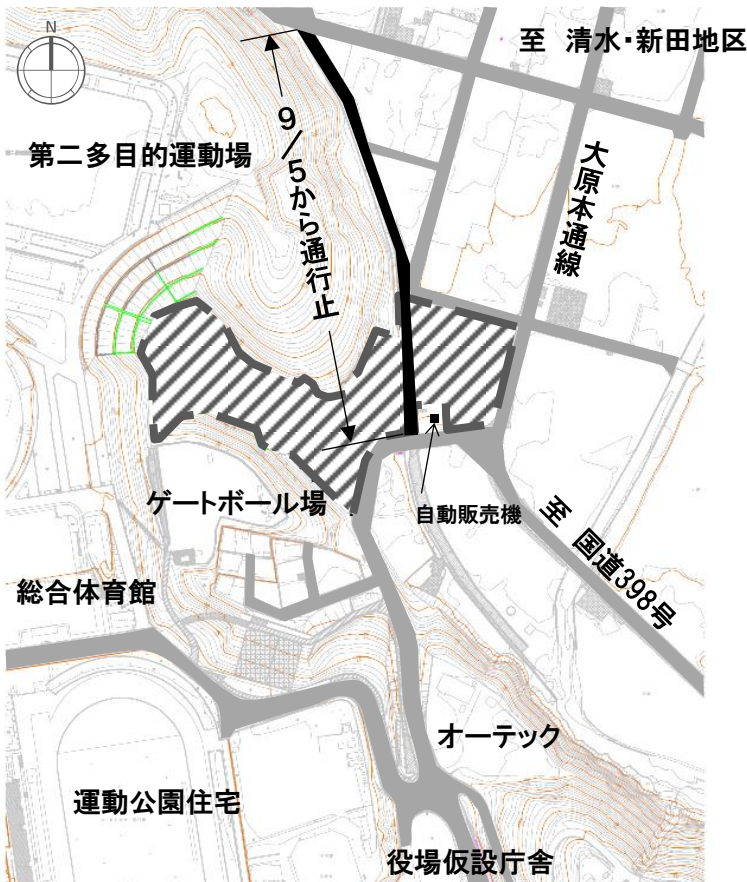 N
至 清水・新田地区
第二多目的運動場
9/5から通行止
大原本通線
ゲートボール場
自動販売機
至 国道398号
総合体育館
オーテック
運動公園住宅
役場仮設庁舎